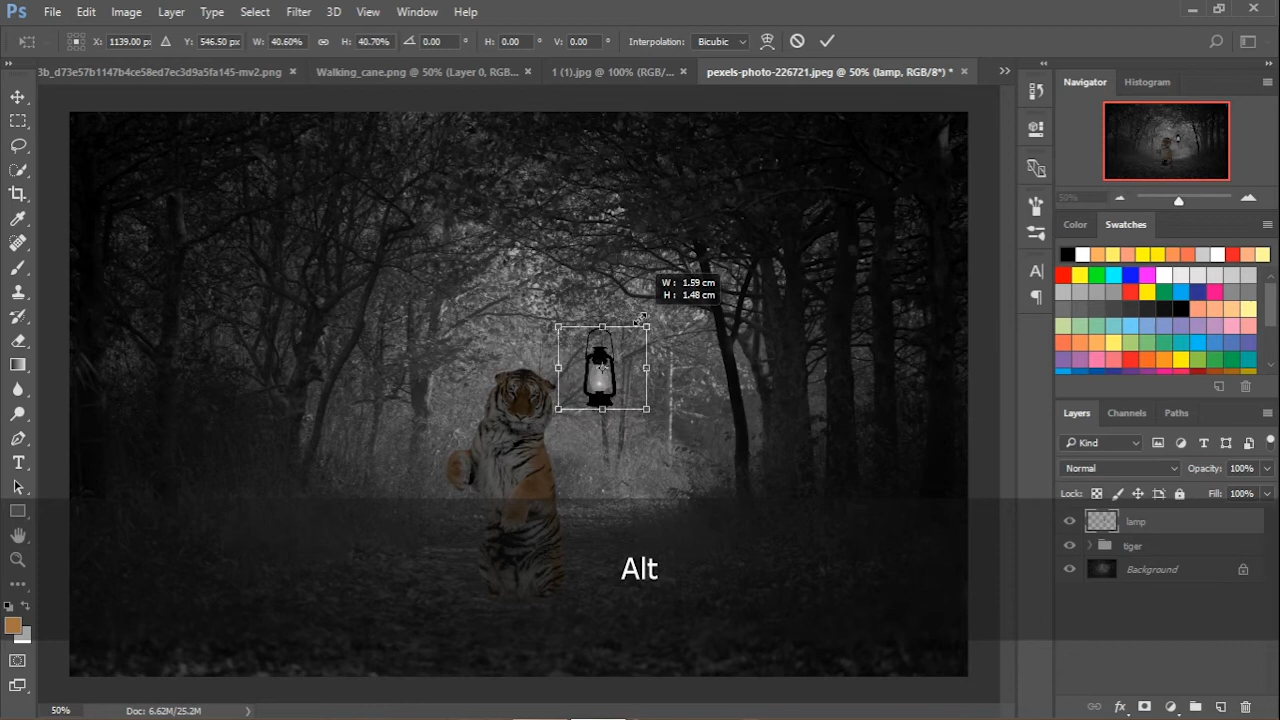 Ps File Edit Image Layer Type Select Filter 3D View Window Help
X: 1139.00 px Y: 546.50 px W: 40.60% H: 40.70% 0.00 ° H: 0.00 ° V: 0.00 ° Interpolation: Bicubic
3b_d73e57b1147b4ce58ed7ec3d9a5fa145-mv2.png × Walking_cane.png @ 50% (Layer 0, RGB... × 1 (1).jpg @ 100% (RGB/... × pexels-photo-226721.jpeg @ 50% (lamp, RGB/8*) * ×
Navigator Histogram
50%
Color Swatches
W : 1.59 cm
H : 1.48 cm
Layers Channels Paths
Kind
Normal Opacity: 100%
Lock: Fill: 100%
lamp
tiger
Background
Alt
50% Doc: 6.62M/25.2M